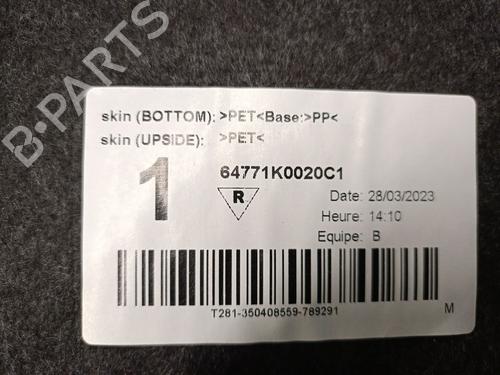 B-PARTS
skin (BOTTOM): >PET<Base:>PP<
skin (UPSIDE): >PET<
1
64771K0020C1
R
Date: 28/03/2023
Heure: 14:10
Equipe: B
T281-350408559-789291
M